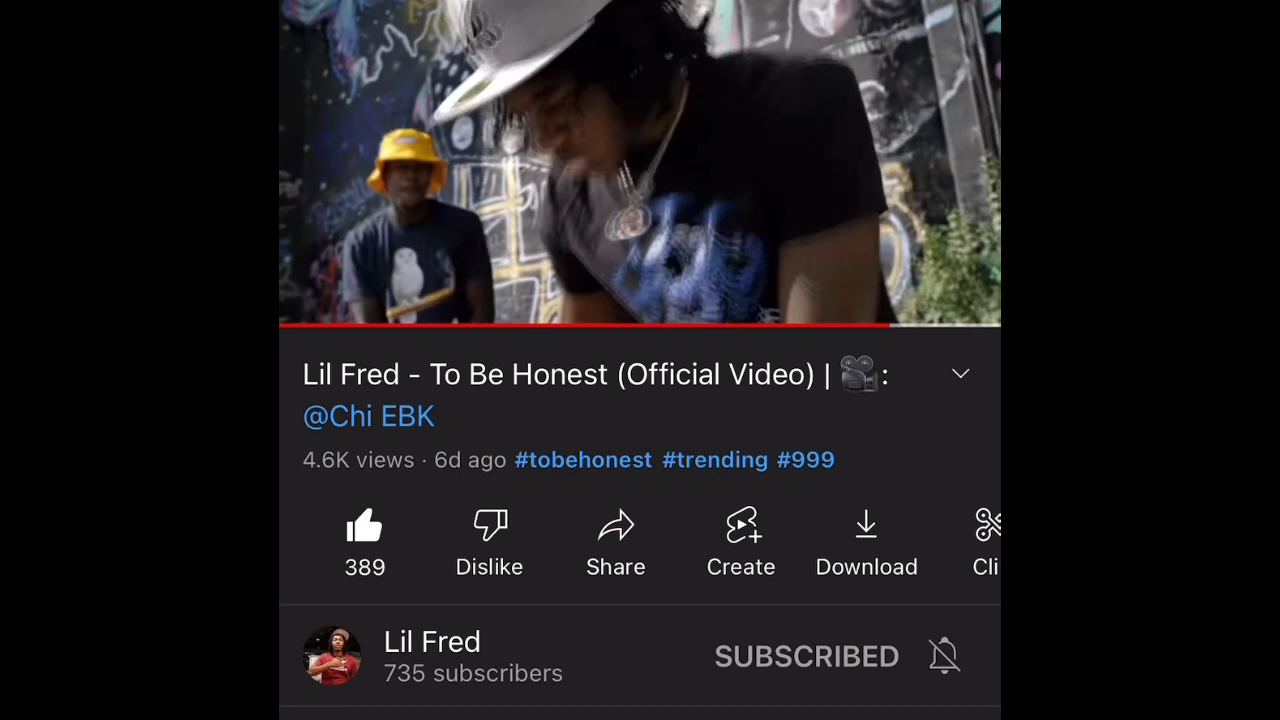 Lil Fred - To Be Honest (Official Video) | 🎥:
@Chi EBK
4.6K views · 6d ago #tobehonest #trending #999
389 Dislike Share Create Download Cli
Lil Fred
735 subscribers
SUBSCRIBED